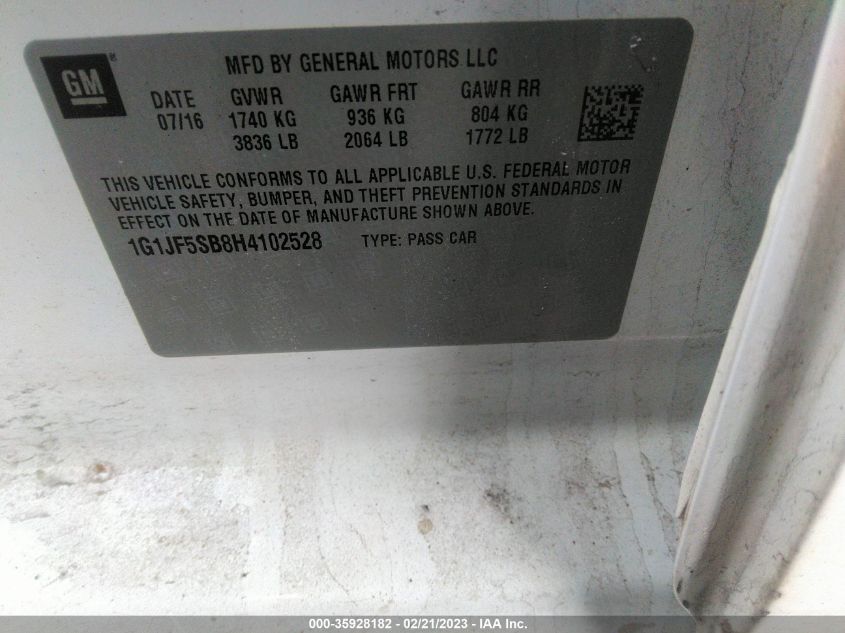 GM®
MFD BY GENERAL MOTORS LLC
DATE GVWR GAWR FRT GAWR RR
07/16 1740 KG 936 KG 804 KG
3836 LB 2064 LB 1772 LB
THIS VEHICLE CONFORMS TO ALL APPLICABLE U.S. FEDERAL MOTOR
VEHICLE SAFETY, BUMPER, AND THEFT PREVENTION STANDARDS IN
EFFECT ON THE DATE OF MANUFACTURE SHOWN ABOVE.
1G1JF5SB8H4102528 TYPE: PASS CAR
000-35928182 - 02/21/2023 - IAA Inc.